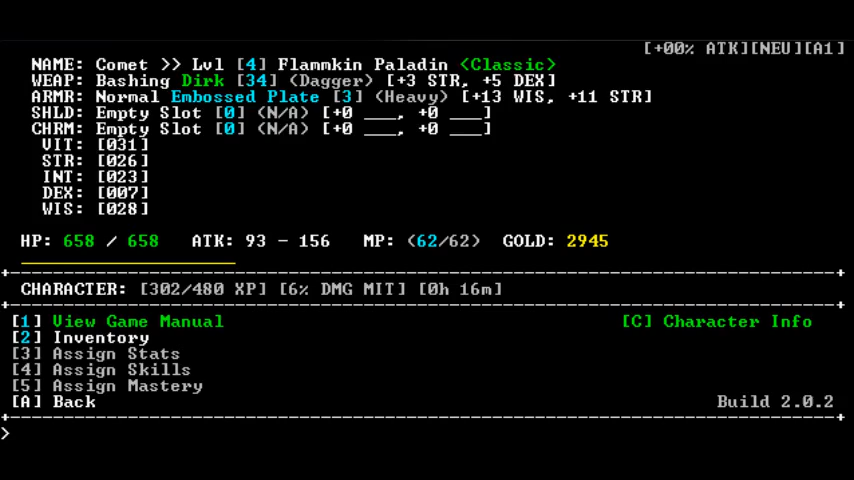 [+00% ATK][NEU][A1]
NAME: Comet >> Lvl [4] Flammkin Paladin <Classic>
WEAP: Bashing Dirk [34] (Dagger) [+3 STR, +5 DEX]
ARMR: Normal Embossed Plate [3] (Heavy) [+13 WIS, +11 STR]
SHLD: Empty Slot [0] (N/A) [+0 ___, +0 ___]
CHRM: Empty Slot [0] (N/A) [+0 ___, +0 ___]
VIT: [031]
STR: [026]
INT: [023]
DEX: [007]
WIS: [028]
HP: 658 / 658 ATK: 93 - 156 MP: (62/62) GOLD: 2945
CHARACTER: [302/480 XP] [6% DMG MIT] [0h 16m]
[1] View Game Manual [C] Character Info
[2] Inventory
[3] Assign Stats
[4] Assign Skills
[5] Assign Mastery
[A] Back Build 2.0.2
>